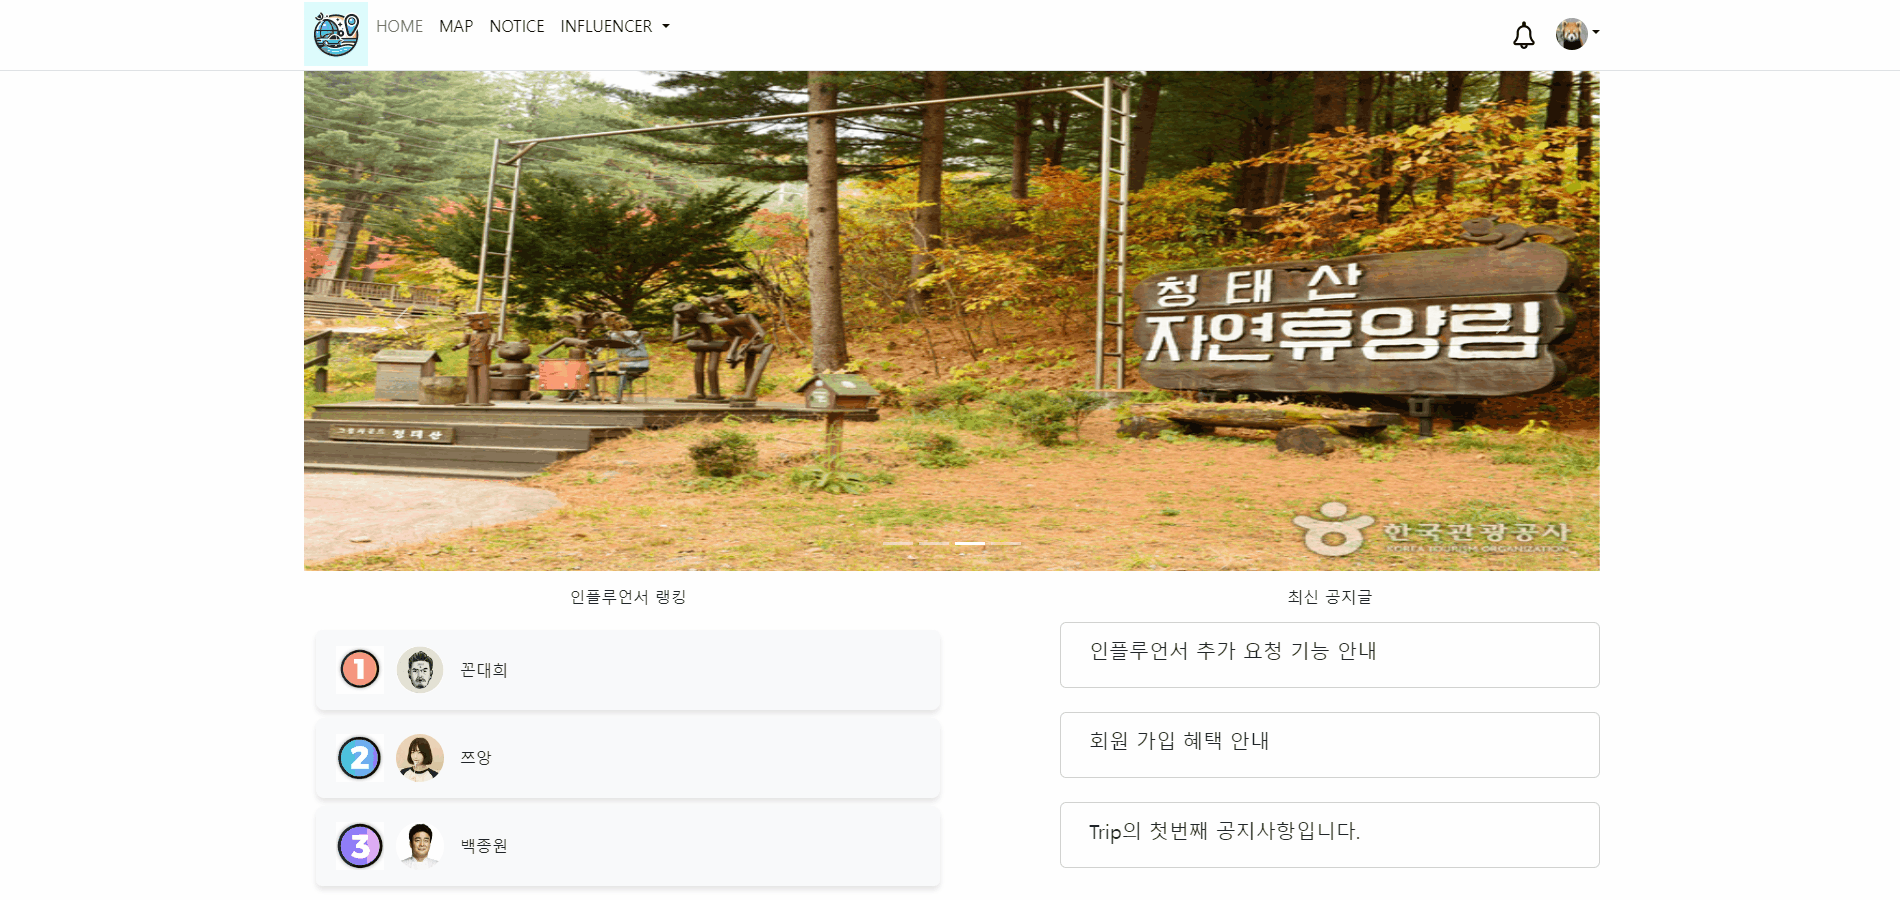 HOME MAP NOTICE INFLUENCER
청태산
자연휴양림
청태산
한국관광공사
KOREA TOURISM ORGANIZATION
인플루언서 랭킹
1 꼰대희
2 쯔앙
3 백종원
최신 공지글
인플루언서 추가 요청 기능 안내
회원 가입 혜택 안내
Trip의 첫번째 공지사항입니다.